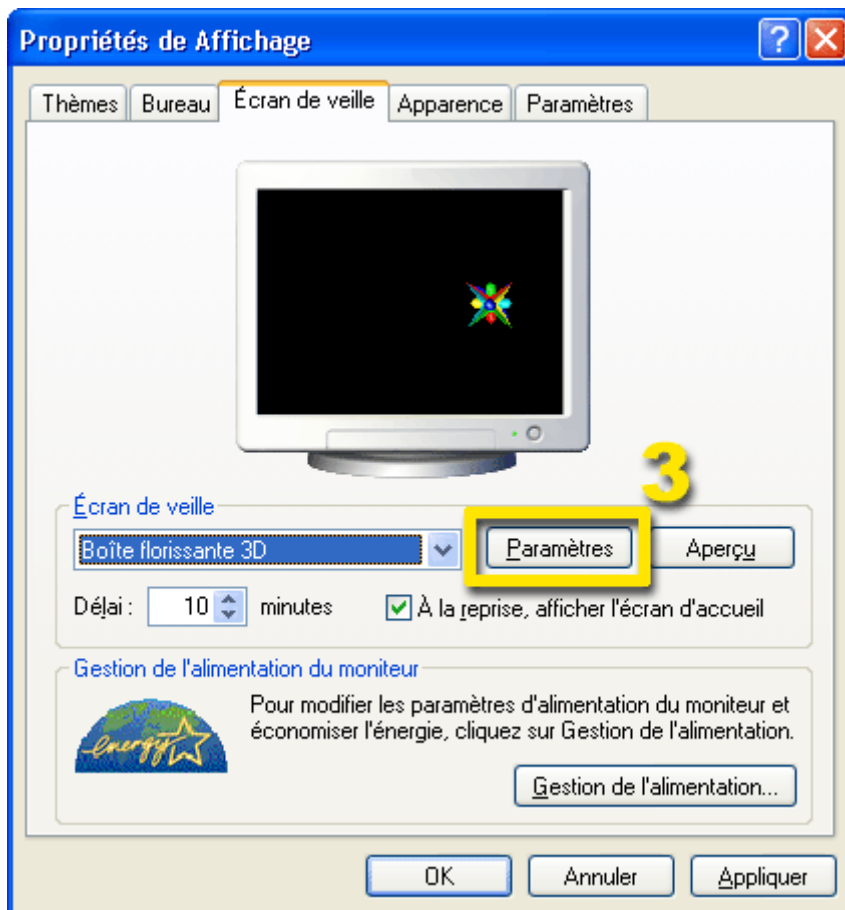 Propriétés de Affichage
Thèmes Bureau Écran de veille Apparence Paramètres
3
Écran de veille
Boîte florissante 3D Paramètres Aperçu
Délai : 10 minutes À la reprise, afficher l'écran d'accueil
Gestion de l'alimentation du moniteur
Pour modifier les paramètres d'alimentation du moniteur et
économiser l'énergie, cliquez sur Gestion de l'alimentation.
energy
Gestion de l'alimentation...
OK Annuler Appliquer